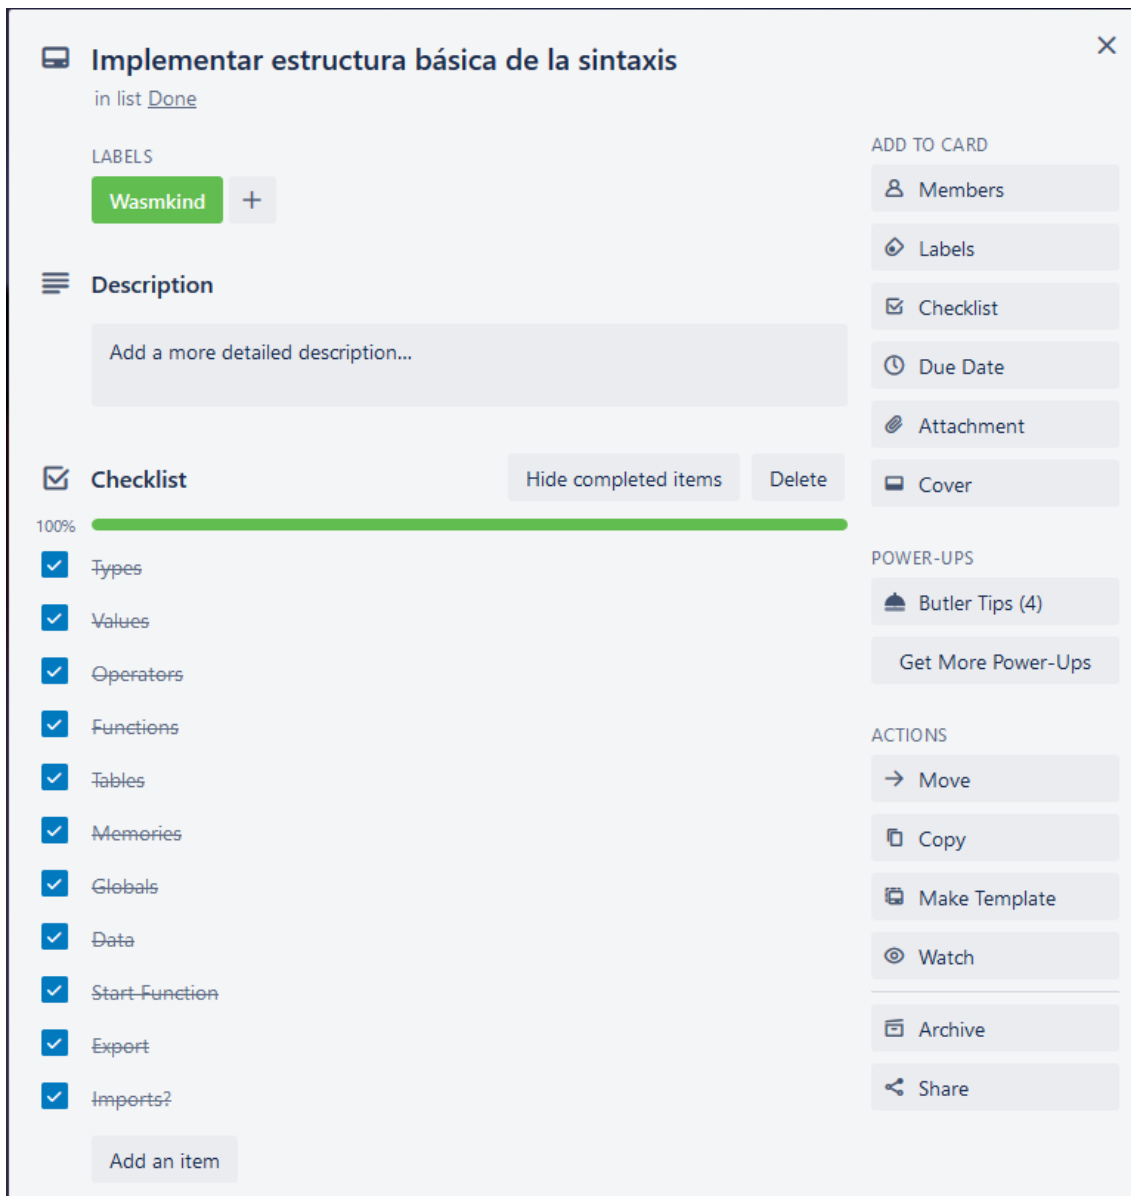 Implementar estructura básica de la sintaxis
in list Done
LABELS
Wasmkind
Description
Add a more detailed description...
Checklist
Hide completed items
Delete
100%
Types
Values
Operators
Functions
Tables
Memories
Globals
Data
Start Function
Export
Imports?
Add an item
ADD TO CARD
Members
Labels
Checklist
Due Date
Attachment
Cover
POWER-UPS
Butler Tips (4)
Get More Power-Ups
ACTIONS
Move
Copy
Make Template
Watch
Archive
Share